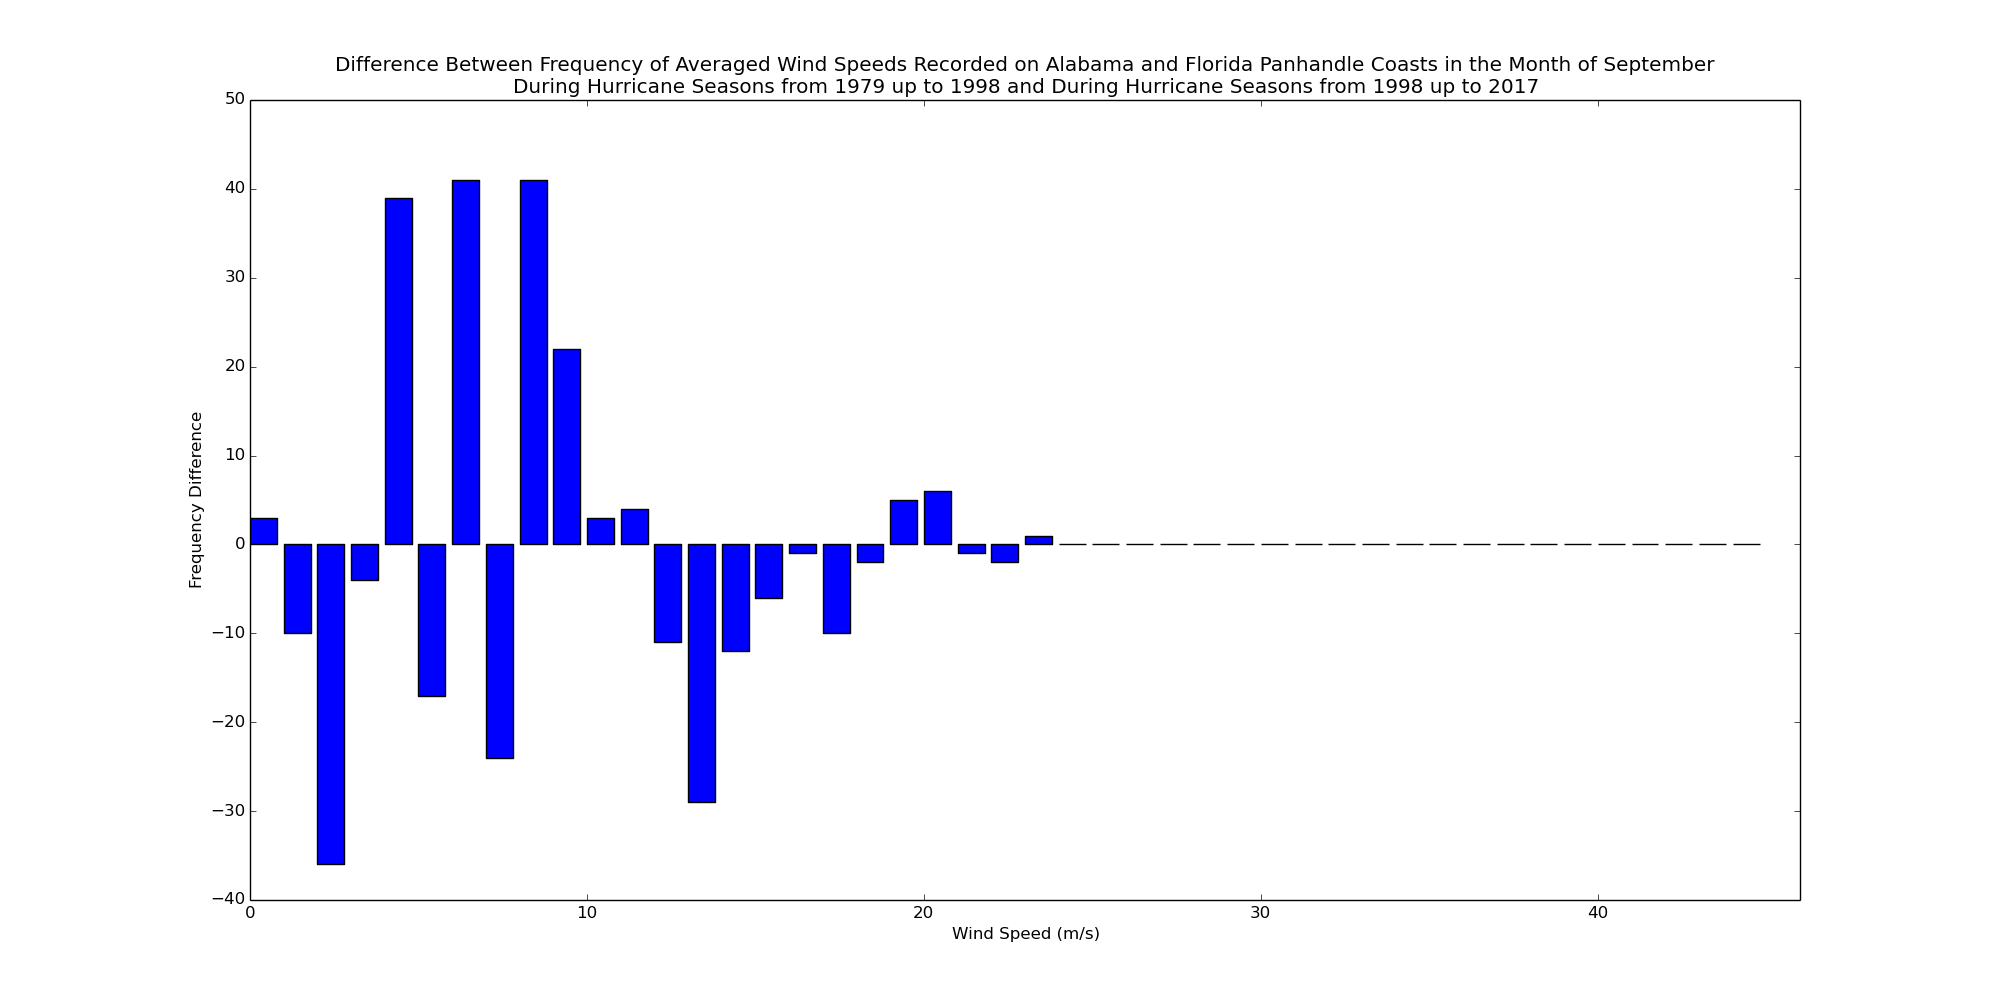 Difference Between Frequency of Averaged Wind Speeds Recorded on Alabama and Florida Panhandle Coasts in the Month of September
During Hurricane Seasons from 1979 up to 1998 and During Hurricane Seasons from 1998 up to 2017
50
40
30
20
10
0
−10
−20
−30
−40
Frequency Difference
0 10 20 30 40
Wind Speed (m/s)